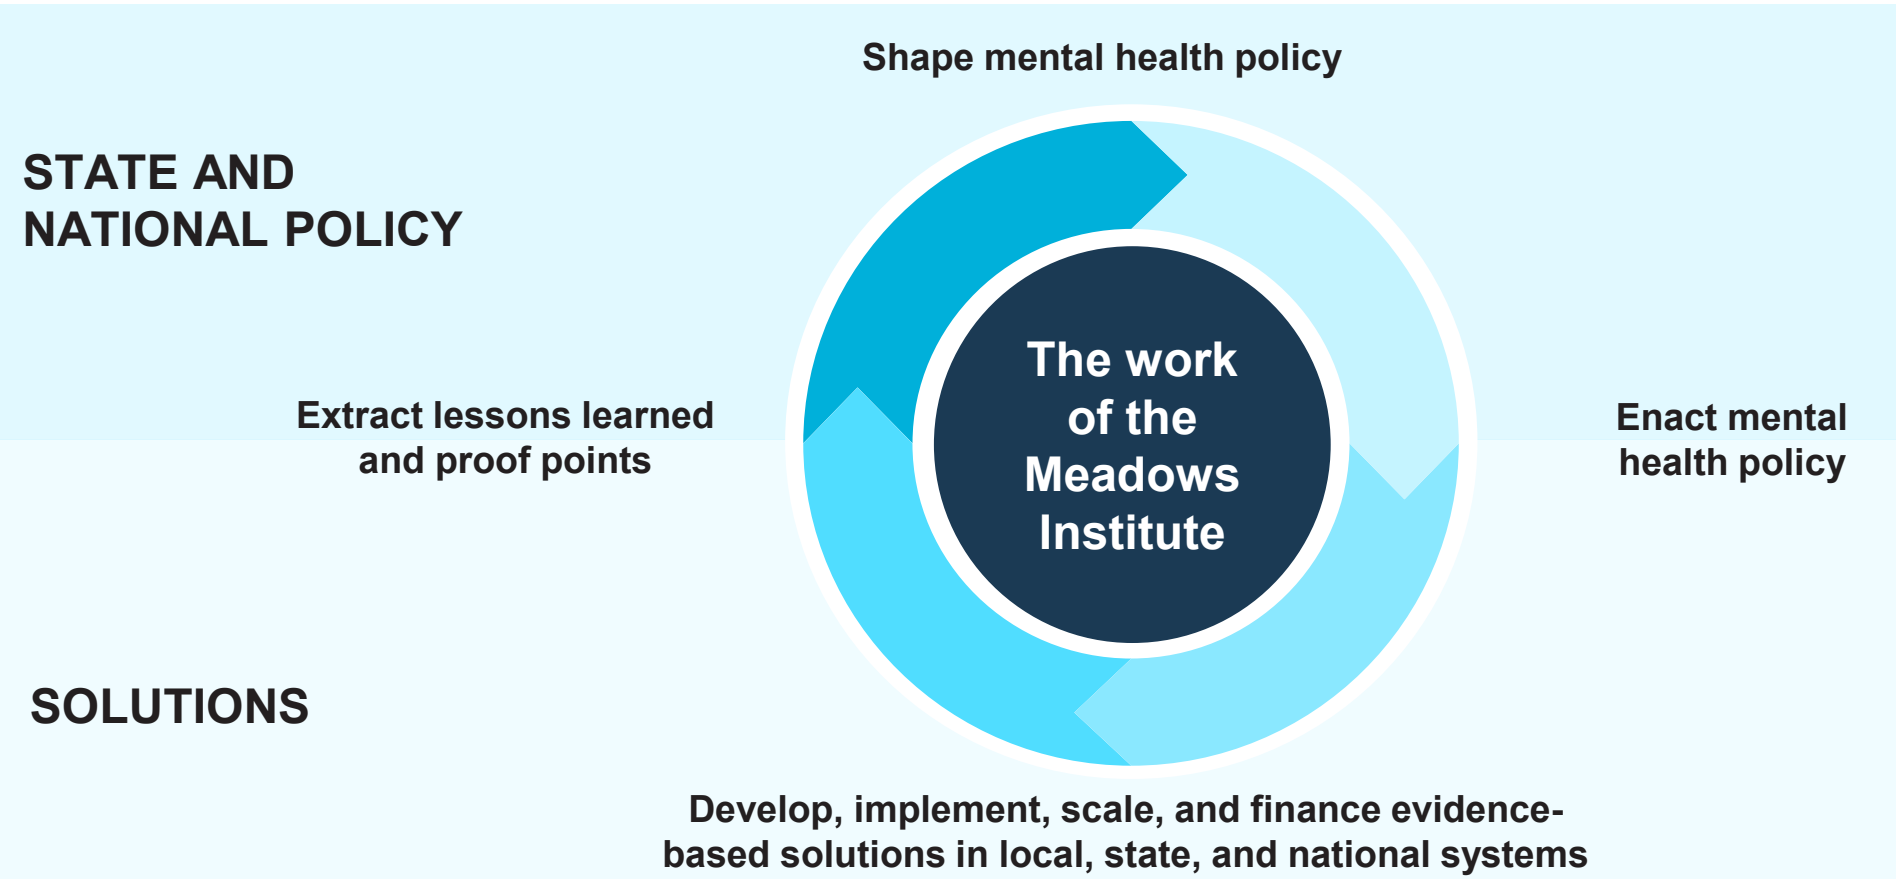 Shape mental health policy
STATE AND
NATIONAL POLICY
The work
of the
Meadows
Institute
Extract lessons learned
and proof points
Enact mental
health policy
SOLUTIONS
Develop, implement, scale, and finance evidence-
based solutions in local, state, and national systems